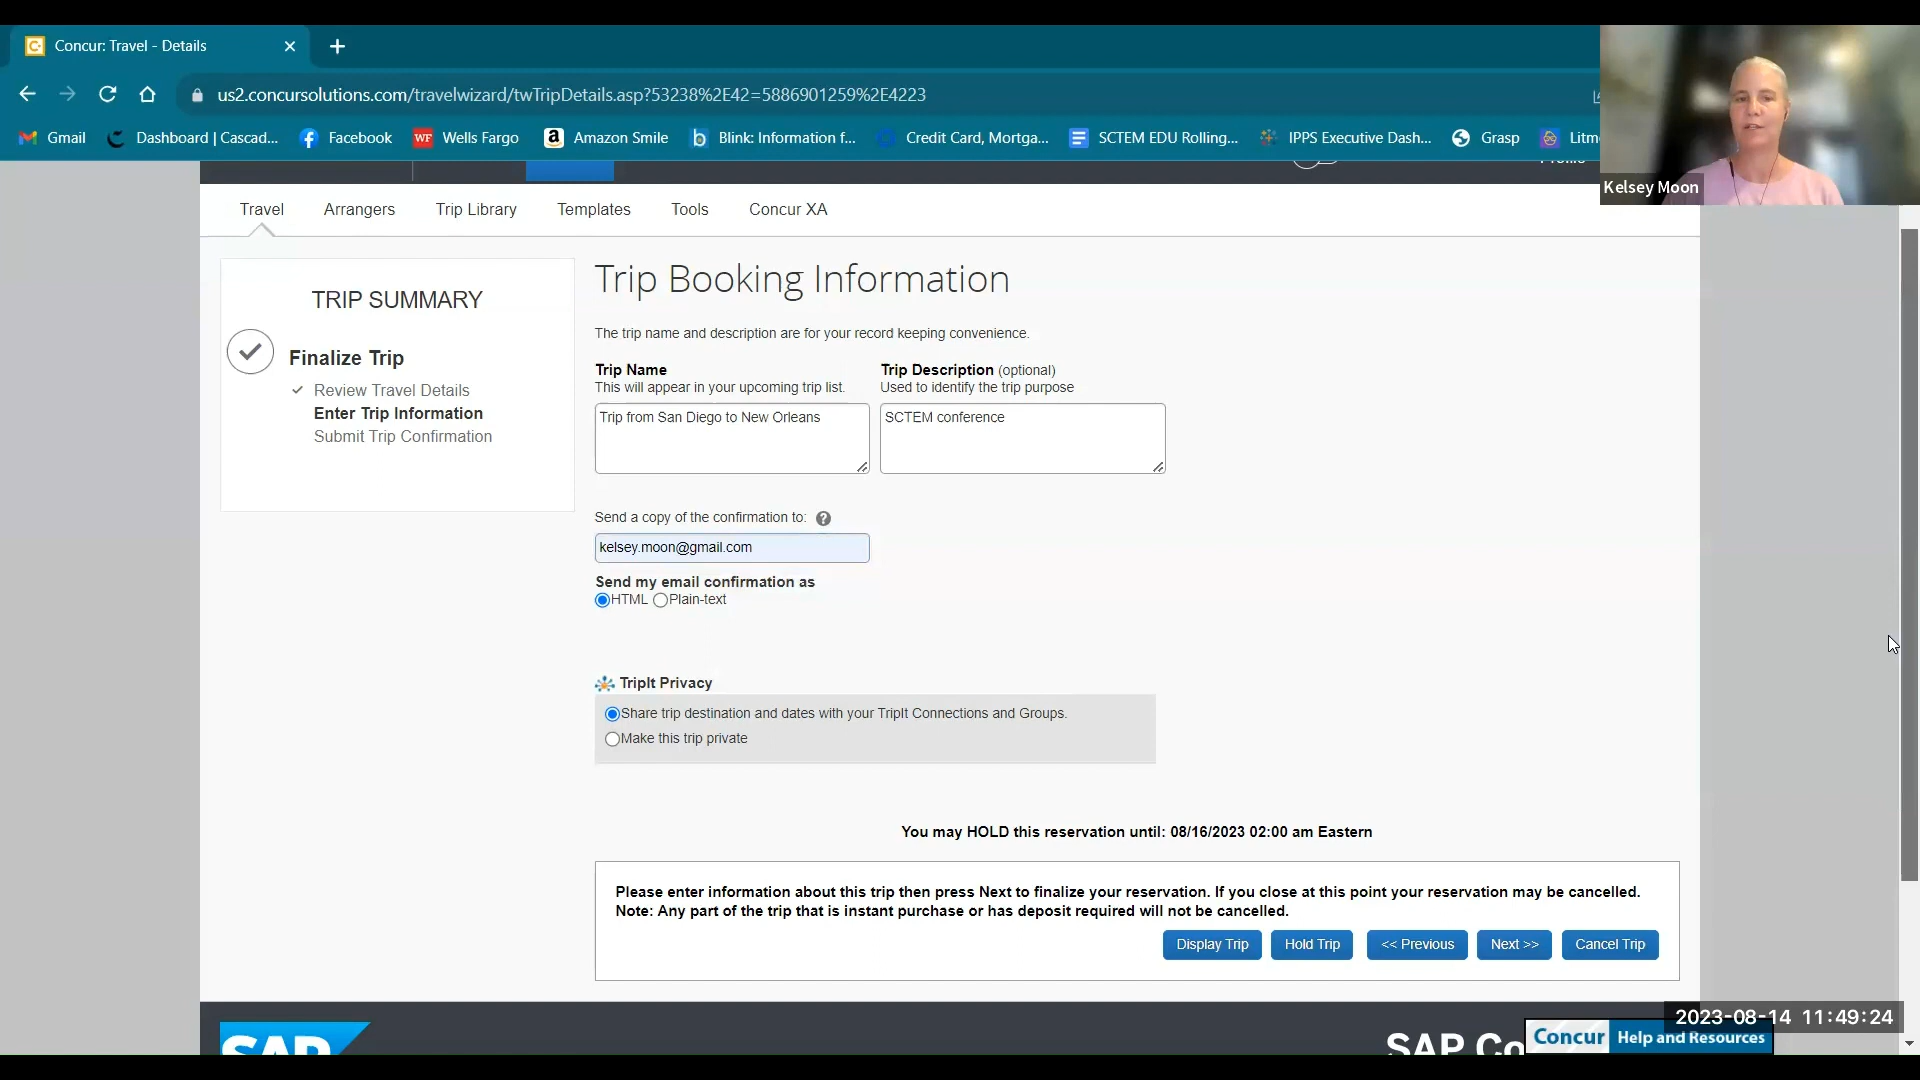 Concur: Travel - Details
us2.concursolutions.com/travelwizard/twTripDetails.asp?53238%2E42=5886901259%2E4223
Gmail
Dashboard | Cascad...
Facebook
WF
Wells Fargo
a
Amazon Smile
b
Blink: Information f...
Credit Card, Mortga...
SCTEM EDU Rolling...
IPPS Executive Dash...
Grasp
Litm
Kelsey Moon
Travel
Arrangers
Trip Library
Templates
Tools
Concur XA
TRIP SUMMARY
Finalize Trip
Review Travel Details
Enter Trip Information
Submit Trip Confirmation
Trip Booking Information
The trip name and description are for your record keeping convenience.
Trip Name
This will appear in your upcoming trip list.
Trip from San Diego to New Orleans
Trip Description (optional)
Used to identify the trip purpose
SCTEM conference
Send a copy of the confirmation to: ?
kelsey.moon@gmail.com
Send my email confirmation as
HTML Plain-text
TripIt Privacy
Share trip destination and dates with your TripIt Connections and Groups.
Make this trip private
You may HOLD this reservation until: 08/16/2023 02:00 am Eastern
Please enter information about this trip then press Next to finalize your reservation. If you close at this point your reservation may be cancelled.
Note: Any part of the trip that is instant purchase or has deposit required will not be cancelled.
Display Trip
Hold Trip
<< Previous
Next >>
Cancel Trip
SAP
SAP Co
2023-08-14 11:49:24
Concur Help and Resources